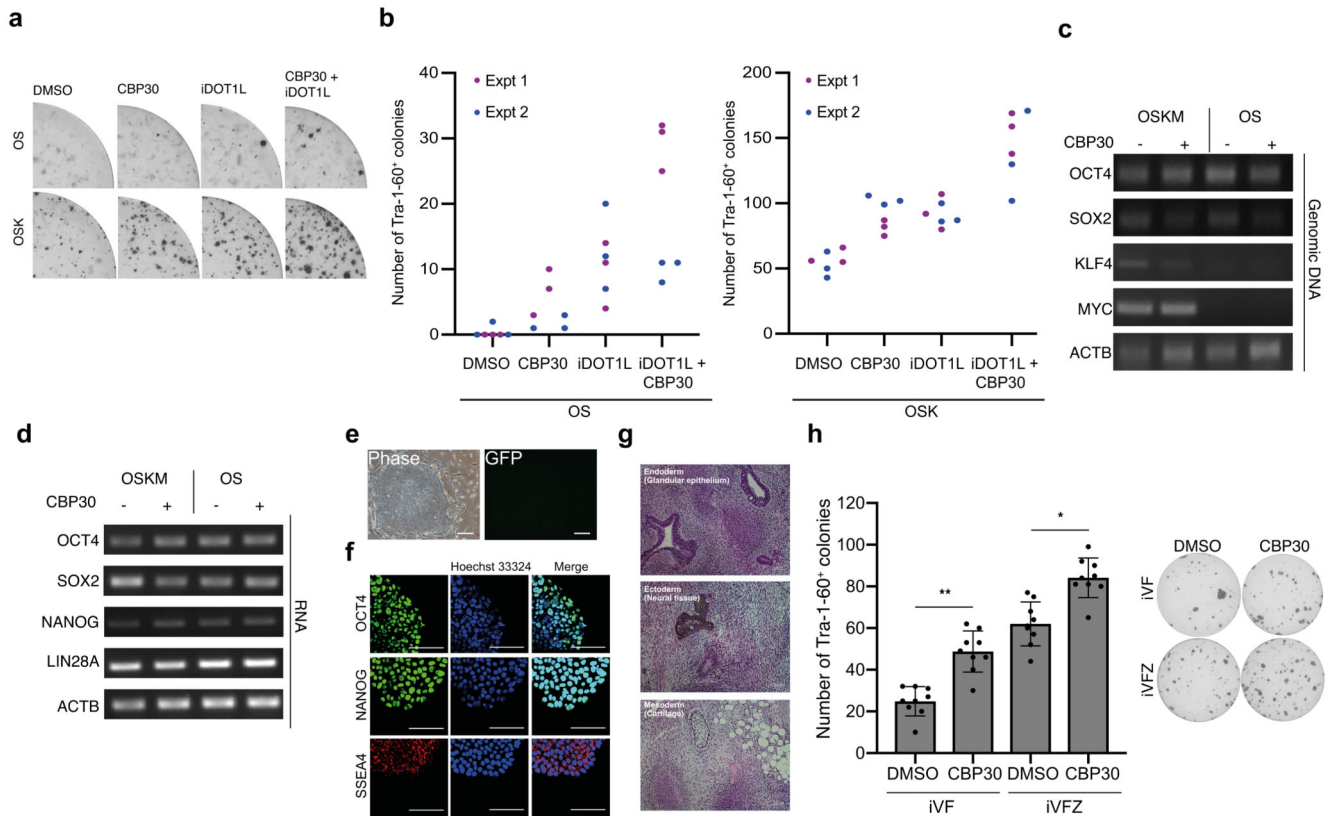 a
DMSO
CBP30
iDOT1L
CBP30 +
iDOT1L
OS
OSK
b
Number of Tra-1-60⁺ colonies
40
30
20
10
0
Expt 1
Expt 2
DMSO
CBP30
iDOT1L
iDOT1L +
CBP30
OS
Number of Tra-1-60⁺ colonies
200
150
100
50
0
Expt 1
Expt 2
DMSO
CBP30
iDOT1L
iDOT1L +
CBP30
OSK
c
OSKM OS
CBP30 - + - +
OCT4
SOX2
KLF4
MYC
ACTB
Genomic DNA
d
OSKM OS
CBP30 - + - +
OCT4
SOX2
NANOG
LIN28A
ACTB
RNA
e
Phase
GFP
f
Hoechst 33324 Merge
OCT4
NANOG
SSEA4
g
Endoderm
(Glandular epithelium)
Ectoderm
(Neural tissue)
Mesoderm
(Cartilage)
h
Number of Tra-1-60⁺ colonies
120
100
80
60
40
20
0
**
*
DMSO CBP30 DMSO CBP30
iVF iVFZ
DMSO CBP30
iVF
iVFZ